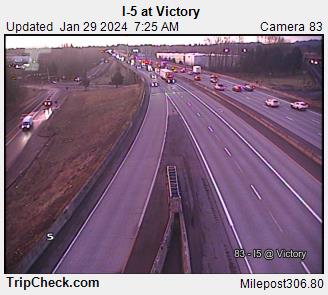 I-5 at Victory
Updated  Jan 29 2024  7:25 AM
Camera 83
S
83 - I5 @ Victory
TripCheck.com
Milepost306.80